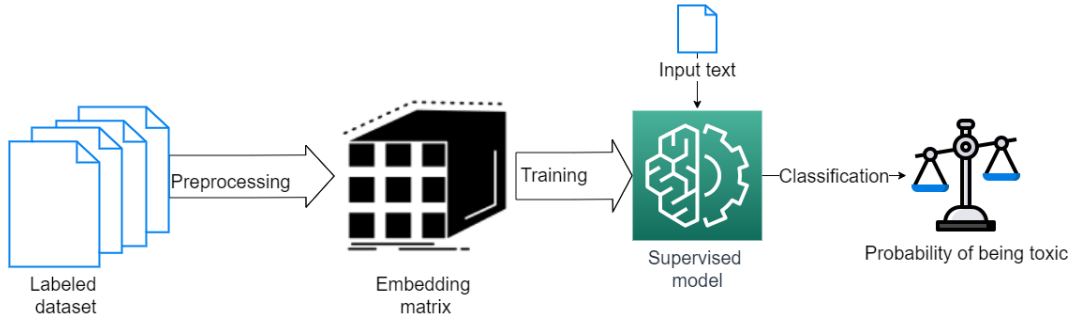 Input text
Preprocessing
Training
Classification
Labeled
dataset
Embedding
matrix
Supervised
model
Probability of being toxic